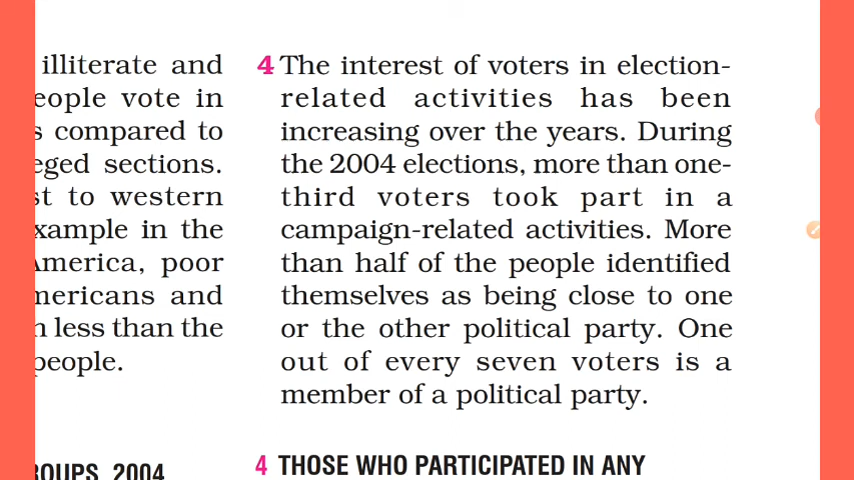 illiterate and
eople vote in
s compared to
eged sections.
st to western
xample in the
America, poor
mericans and
n less than the
people.
ROUPS, 2004
4 The interest of voters in election-
related activities has been
increasing over the years. During
the 2004 elections, more than one-
third voters took part in a
campaign-related activities. More
than half of the people identified
themselves as being close to one
or the other political party. One
out of every seven voters is a
member of a political party.
4 THOSE WHO PARTICIPATED IN ANY